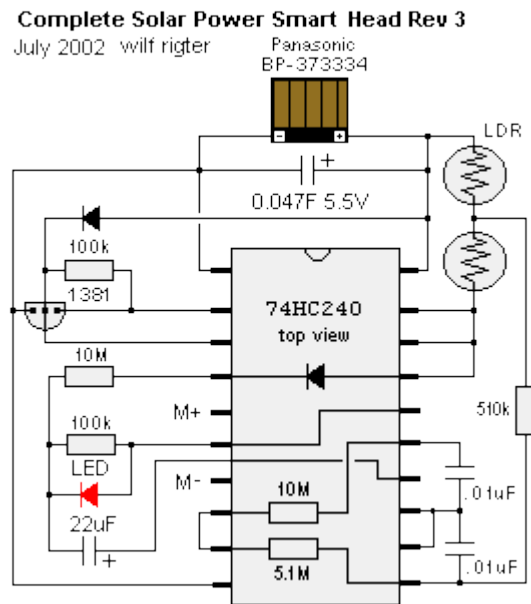 Complete Solar Power Smart Head Rev 3
July 2002 wilf rigter
Panasonic
BP-373334
- +
LDR
+
0.047F 5.5V
100k
1381
74HC240
top view
10M
M+
510k
100k
LED
M-
10M
.01uF
22uF
+
5.1M
.01uF